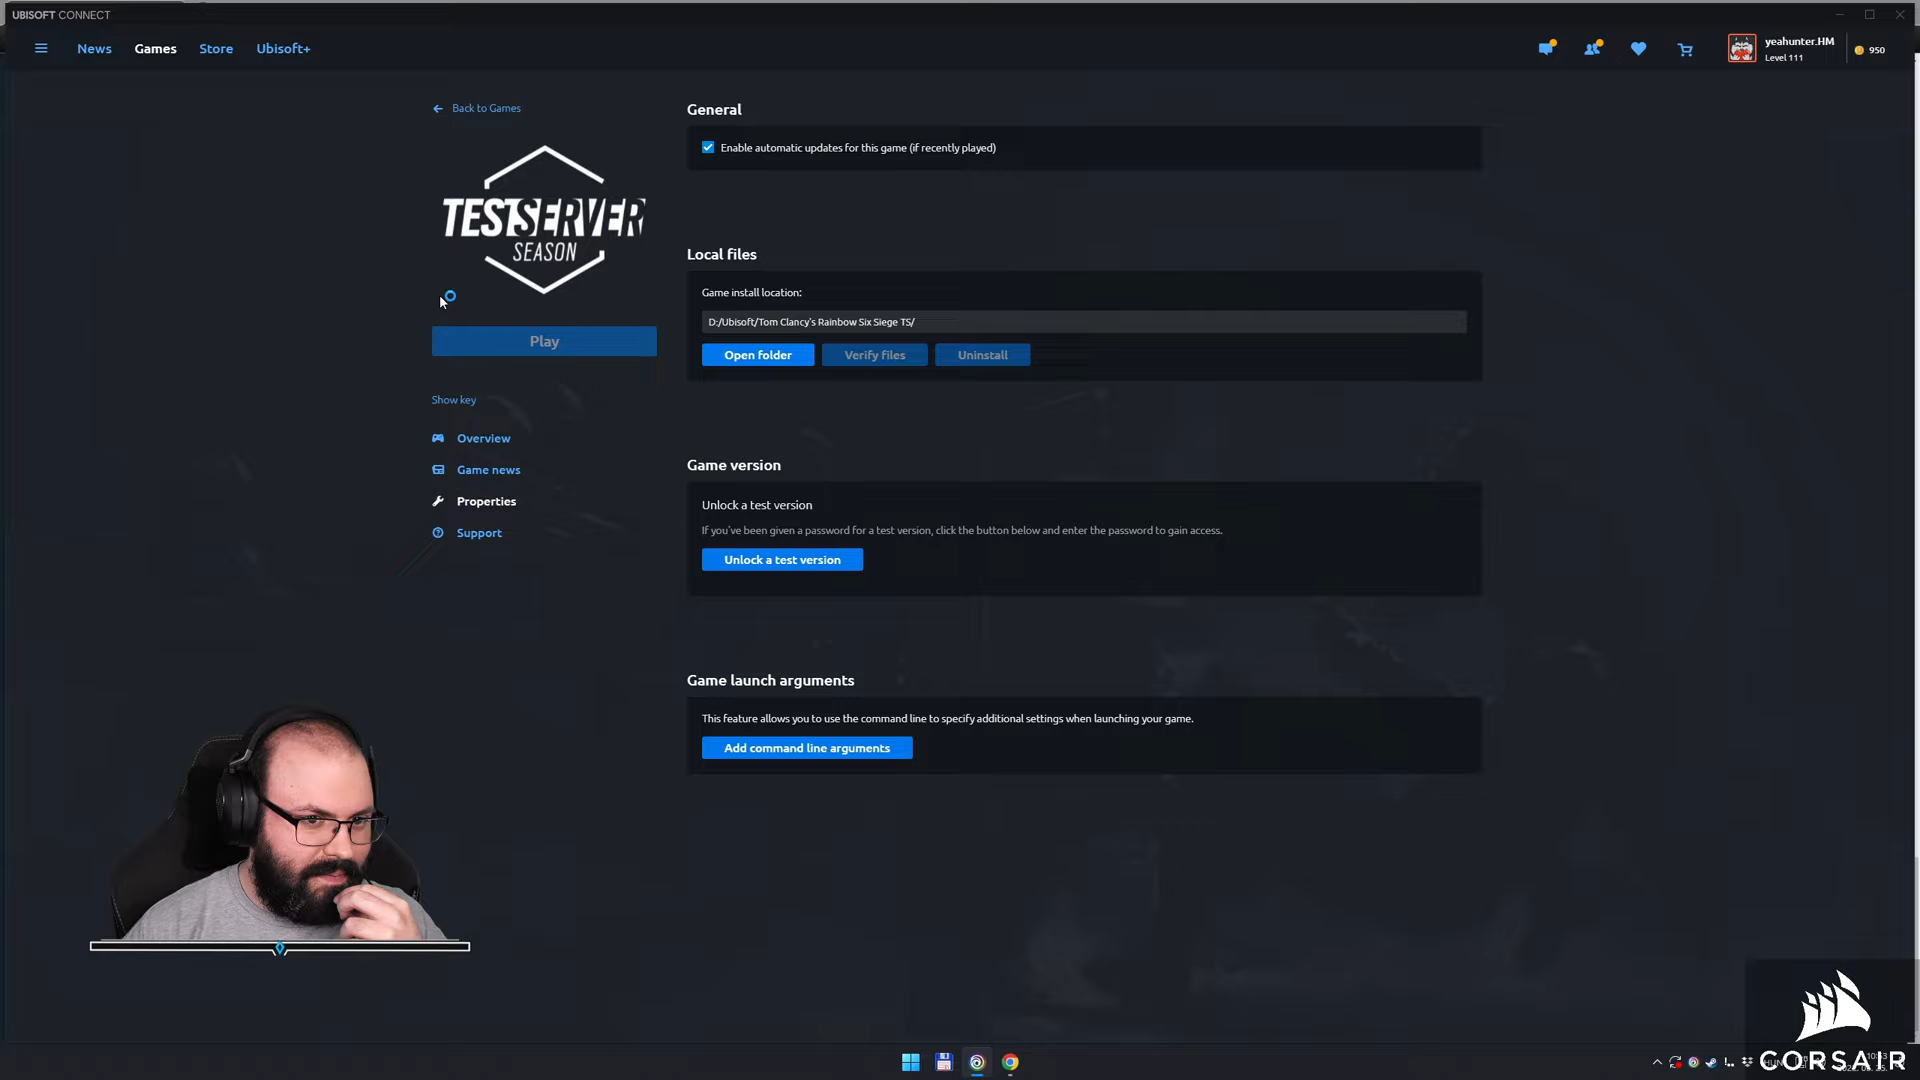 UBISOFT CONNECT
News
Games
Store
Ubisoft+
yeahunter.HM
Level 111
950
Back to Games
TESTSERVER
SEASON
Play
Show key
Overview
Game news
Properties
Support
General
Enable automatic updates for this game (if recently played)
Local files
Game install location:
D:/Ubisoft/Tom Clancy's Rainbow Six Siege TS/
Open folder
Verify files
Uninstall
Game version
Unlock a test version
If you've been given a password for a test version, click the button below and enter the password to gain access.
Unlock a test version
Game launch arguments
This feature allows you to use the command line to specify additional settings when launching your game.
Add command line arguments
CORSAIR